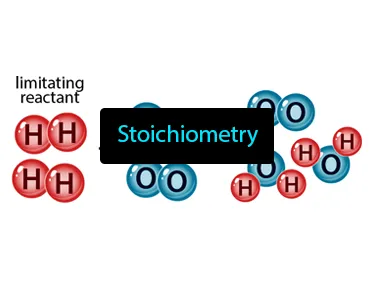 limitating
reactant
Stoichiometry
H H
H H
O O
O O
O H H
H H O